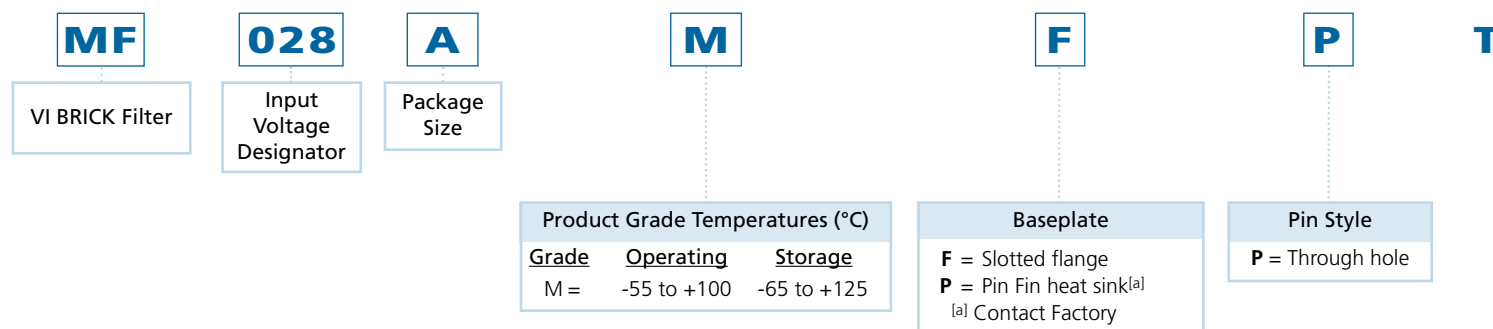 MF 028 A M F P T
VI BRICK Filter
Input
Voltage
Designator
Package
Size
Product Grade Temperatures (°C)
Grade Operating Storage
M = -55 to +100 -65 to +125
Baseplate
F = Slotted flange
P = Pin Fin heat sink[a]
[a] Contact Factory
Pin Style
P = Through hole